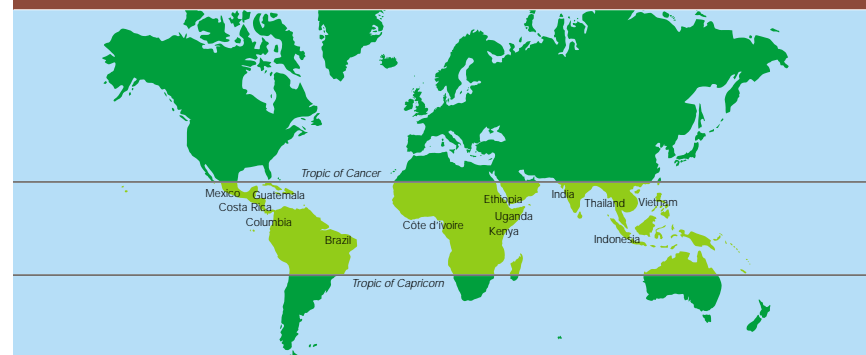 Tropic of Cancer
Mexico
Guatemala
Costa Rica
Columbia
Brazil
Ethiopia
Uganda
Côte d'ivoire
Kenya
India
Thailand
Vietnam
Indonesia
Tropic of Capricorn